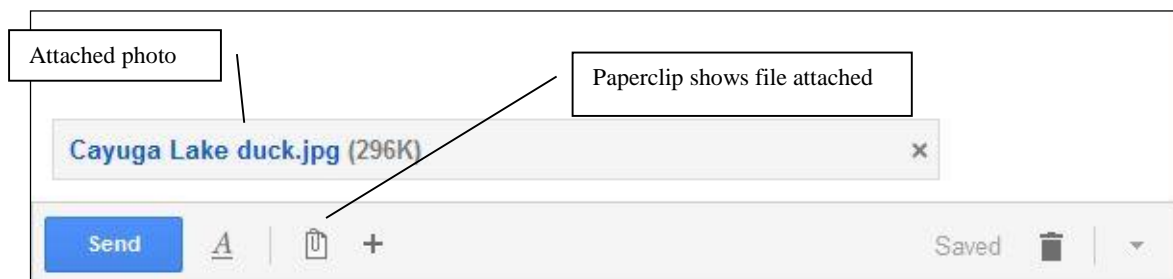 Attached photo
Paperclip shows file attached
Cayuga Lake duck.jpg (296K)
Send A Saved